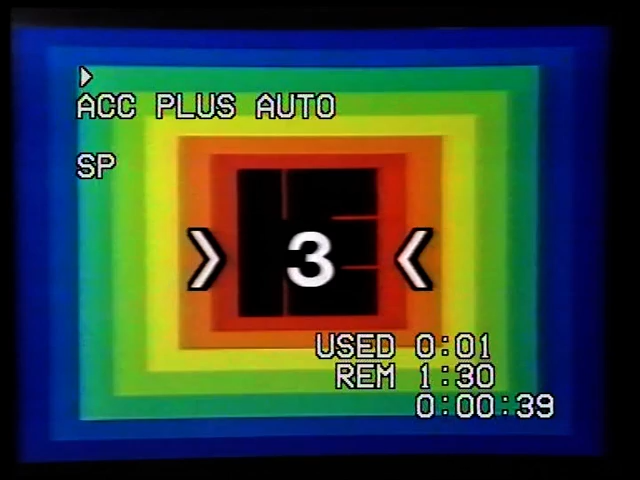 ACC PLUS AUTO
SP
❯ 3 ❮
USED 0:01
REM 1:30
0:00:39